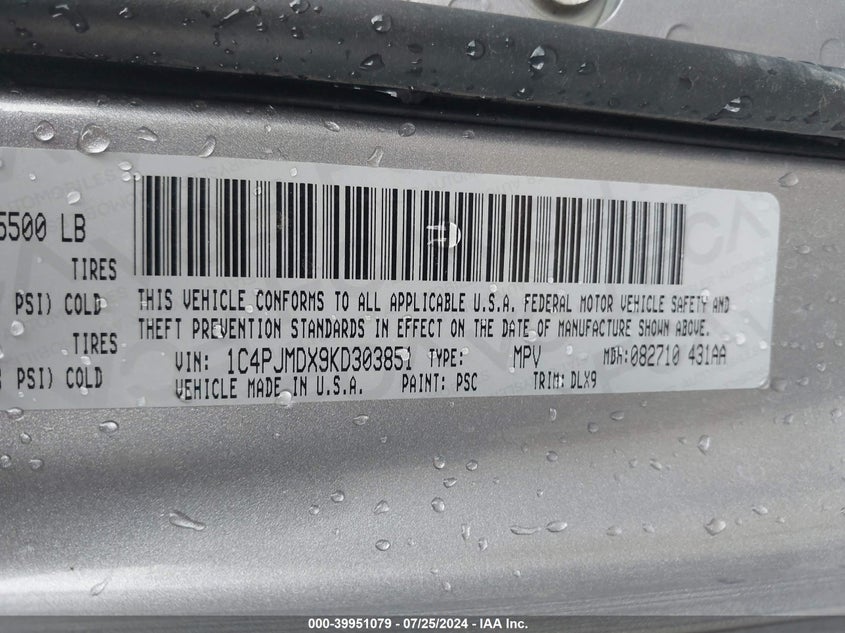 5500 LB
TIRES
PSI) COLD
TIRES
PSI) COLD
THIS VEHICLE CONFORMS TO ALL APPLICABLE U.S.A. FEDERAL MOTOR VEHICLE SAFETY AND
THEFT PREVENTION STANDARDS IN EFFECT ON THE DATE OF MANUFACTURE SHOWN ABOVE.
VIN: 1C4PJMDX9KD303851 TYPE: MPV MDH:082710 431AA
VEHICLE MADE IN U.S.A. PAINT: PSC TRIM: DLX9
000-39951079 - 07/25/2024 - IAA Inc.